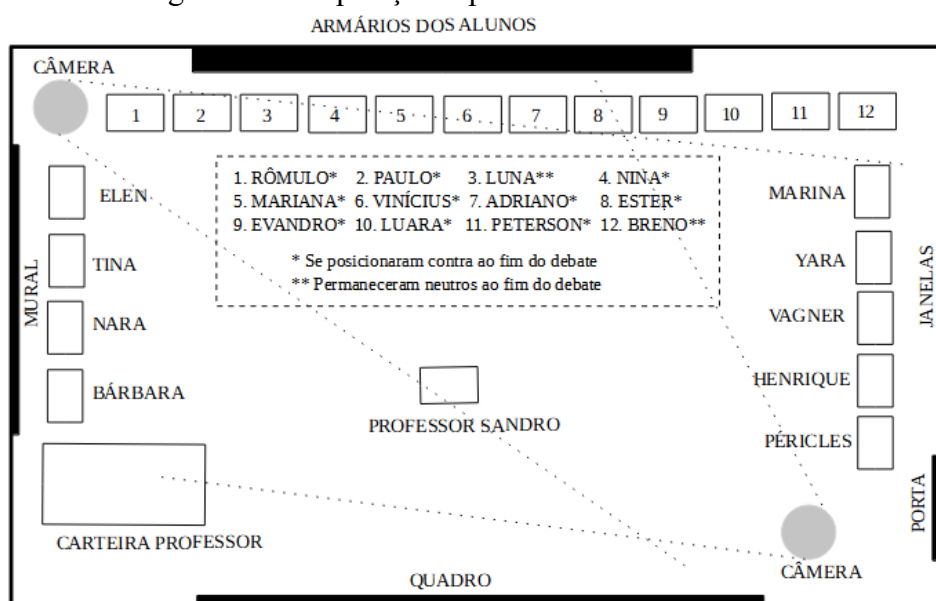 ARMÁRIOS DOS ALUNOS
CÂMERA
1 2 3 4 5 6 7 8 9 10 11 12
1. RÔMULO* 2. PAULO* 3. LUNA** 4. NINA*
5. MARIANA* 6. VINÍCIUS* 7. ADRIANO* 8. ESTER*
9. EVANDRO* 10. LUARA* 11. PETERSON* 12. BRENO**
* Se posicionaram contra ao fim do debate
** Permaneceram neutros ao fim do debate
ELEN
TINA
NARA
BÁRBARA
MURAL
MARINA
YARA
VAGNER
HENRIQUE
PÉRICLES
JANELAS
PORTA
PROFESSOR SANDRO
CARTEIRA PROFESSOR
CÂMERA
QUADRO